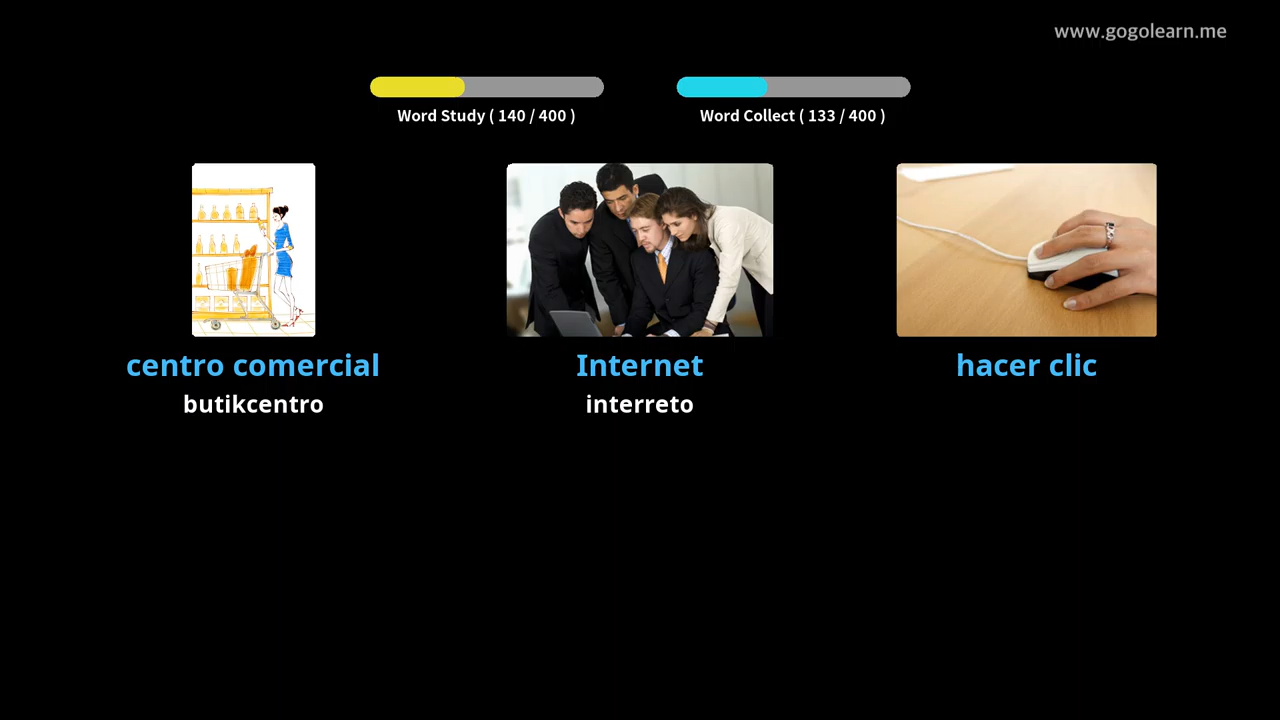 www.gogolearn.me
Word Study ( 140 / 400 )
Word Collect ( 133 / 400 )
centro comercial
Internet
hacer clic
butikcentro
interreto